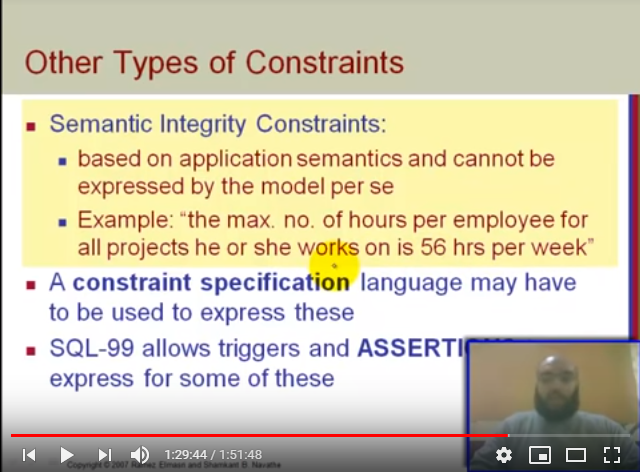 Other Types of Constraints
Semantic Integrity Constraints:
based on application semantics and cannot be
expressed by the model per se
Example: “the max. no. of hours per employee for
all projects he or she works on is 56 hrs per week”
A constraint specification language may have
to be used to express these
SQL-99 allows triggers and
express for some of these
1:29:44 / 1:51:48
Copyright © 2007 Ramez Elmasri and Shamkant B. Navathe